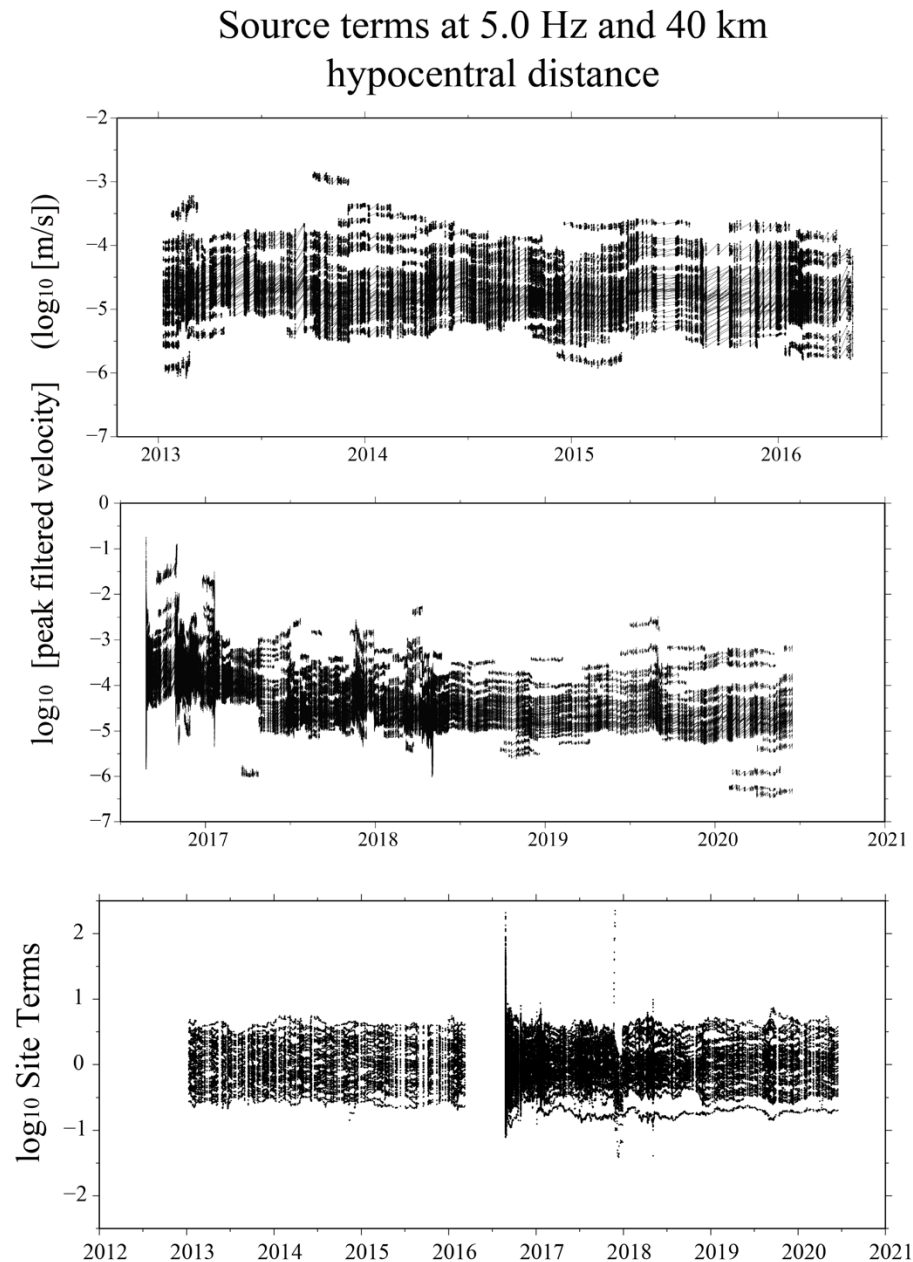 Source terms at 5.0 Hz and 40 km
hypocentral distance
log10 [peak filtered velocity] (log10 [m/s])
−2
−3
−4
−5
−6
−7
2013 2014 2015 2016
0
−1
−2
−3
−4
−5
−6
−7
2017 2018 2019 2020 2021
log10 Site Terms
2
1
0
−1
−2
2012 2013 2014 2015 2016 2017 2018 2019 2020 2021